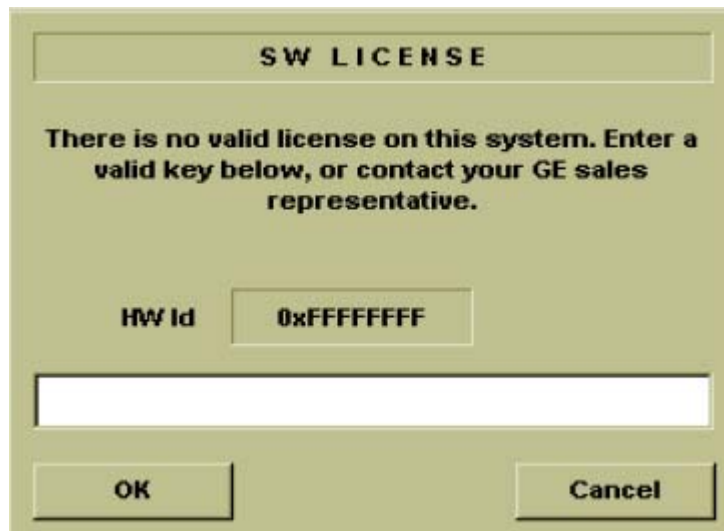 SW LICENSE
There is no valid license on this system. Enter a
valid key below, or contact your GE sales
representative.
HW Id 0xFFFFFFFF
OK Cancel